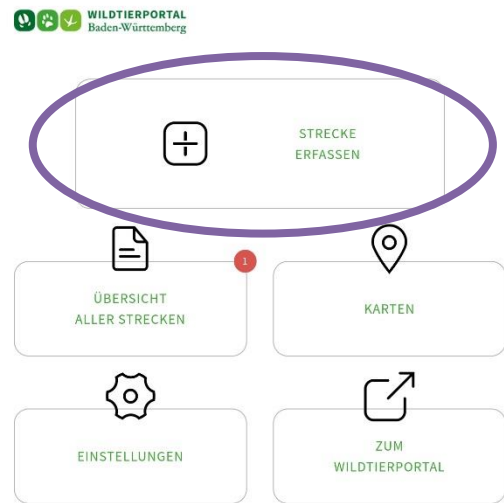 WILDTIERPORTAL
Baden-Württemberg
STRECKE
ERFASSEN
1
ÜBERSICHT
ALLER STRECKEN
KARTEN
EINSTELLUNGEN
ZUM
WILDTIERPORTAL